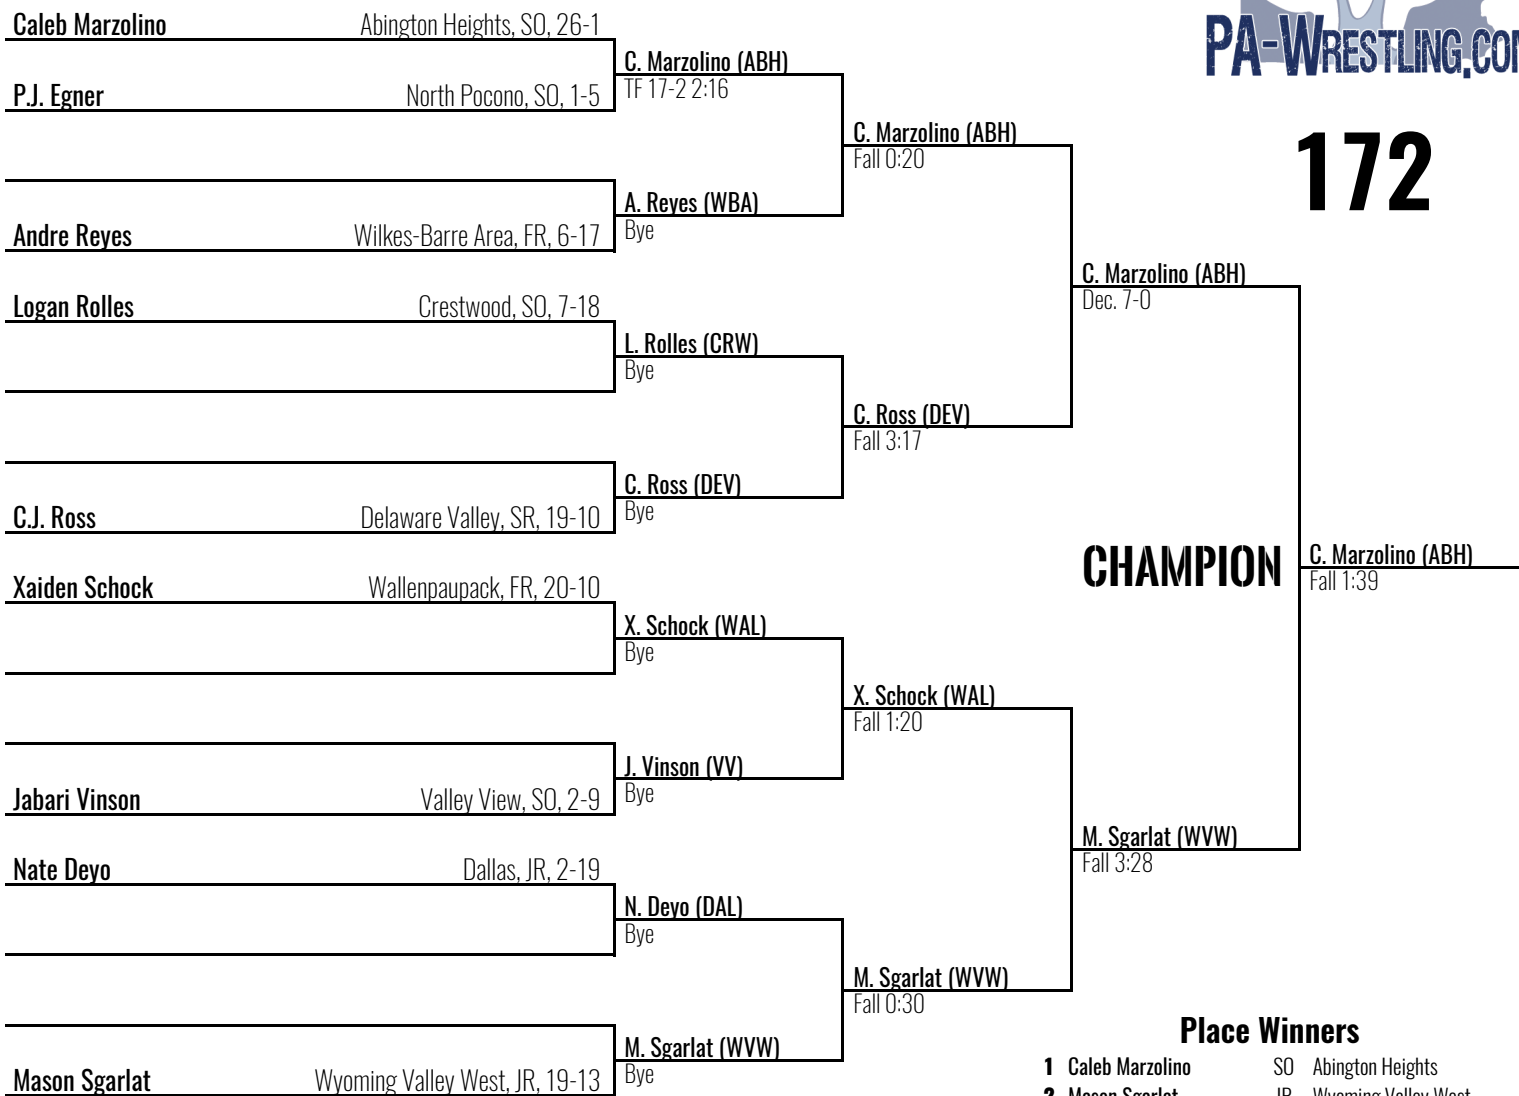 Caleb Marzolino Abington Heights, SO, 26-1
P.J. Egner North Pocono, SO, 1-5
Andre Reyes Wilkes-Barre Area, FR, 6-17
Logan Rolles Crestwood, SO, 7-18
C.J. Ross Delaware Valley, SR, 19-10
Xaiden Schock Wallenpaupack, FR, 20-10
Jabari Vinson Valley View, SO, 2-9
Nate Deyo Dallas, JR, 2-19
Mason Sgarlat Wyoming Valley West, JR, 19-13
C. Marzolino (ABH)
TF 17-2 2:16
A. Reyes (WBA)
Bye
L. Rolles (CRW)
Bye
C. Ross (DEV)
Bye
X. Schock (WAL)
Bye
J. Vinson (VV)
Bye
N. Deyo (DAL)
Bye
M. Sgarlat (WVW)
Bye
C. Marzolino (ABH)
Fall 0:20
C. Ross (DEV)
Fall 3:17
X. Schock (WAL)
Fall 1:20
M. Sgarlat (WVW)
Fall 0:30
C. Marzolino (ABH)
Dec. 7-0
M. Sgarlat (WVW)
Fall 3:28
CHAMPION
C. Marzolino (ABH)
Fall 1:39
PA-WRESTLING.COM
172
Place Winners
1 Caleb Marzolino SO Abington Heights
2 Mason Sgarlat JR Wyoming Valley West